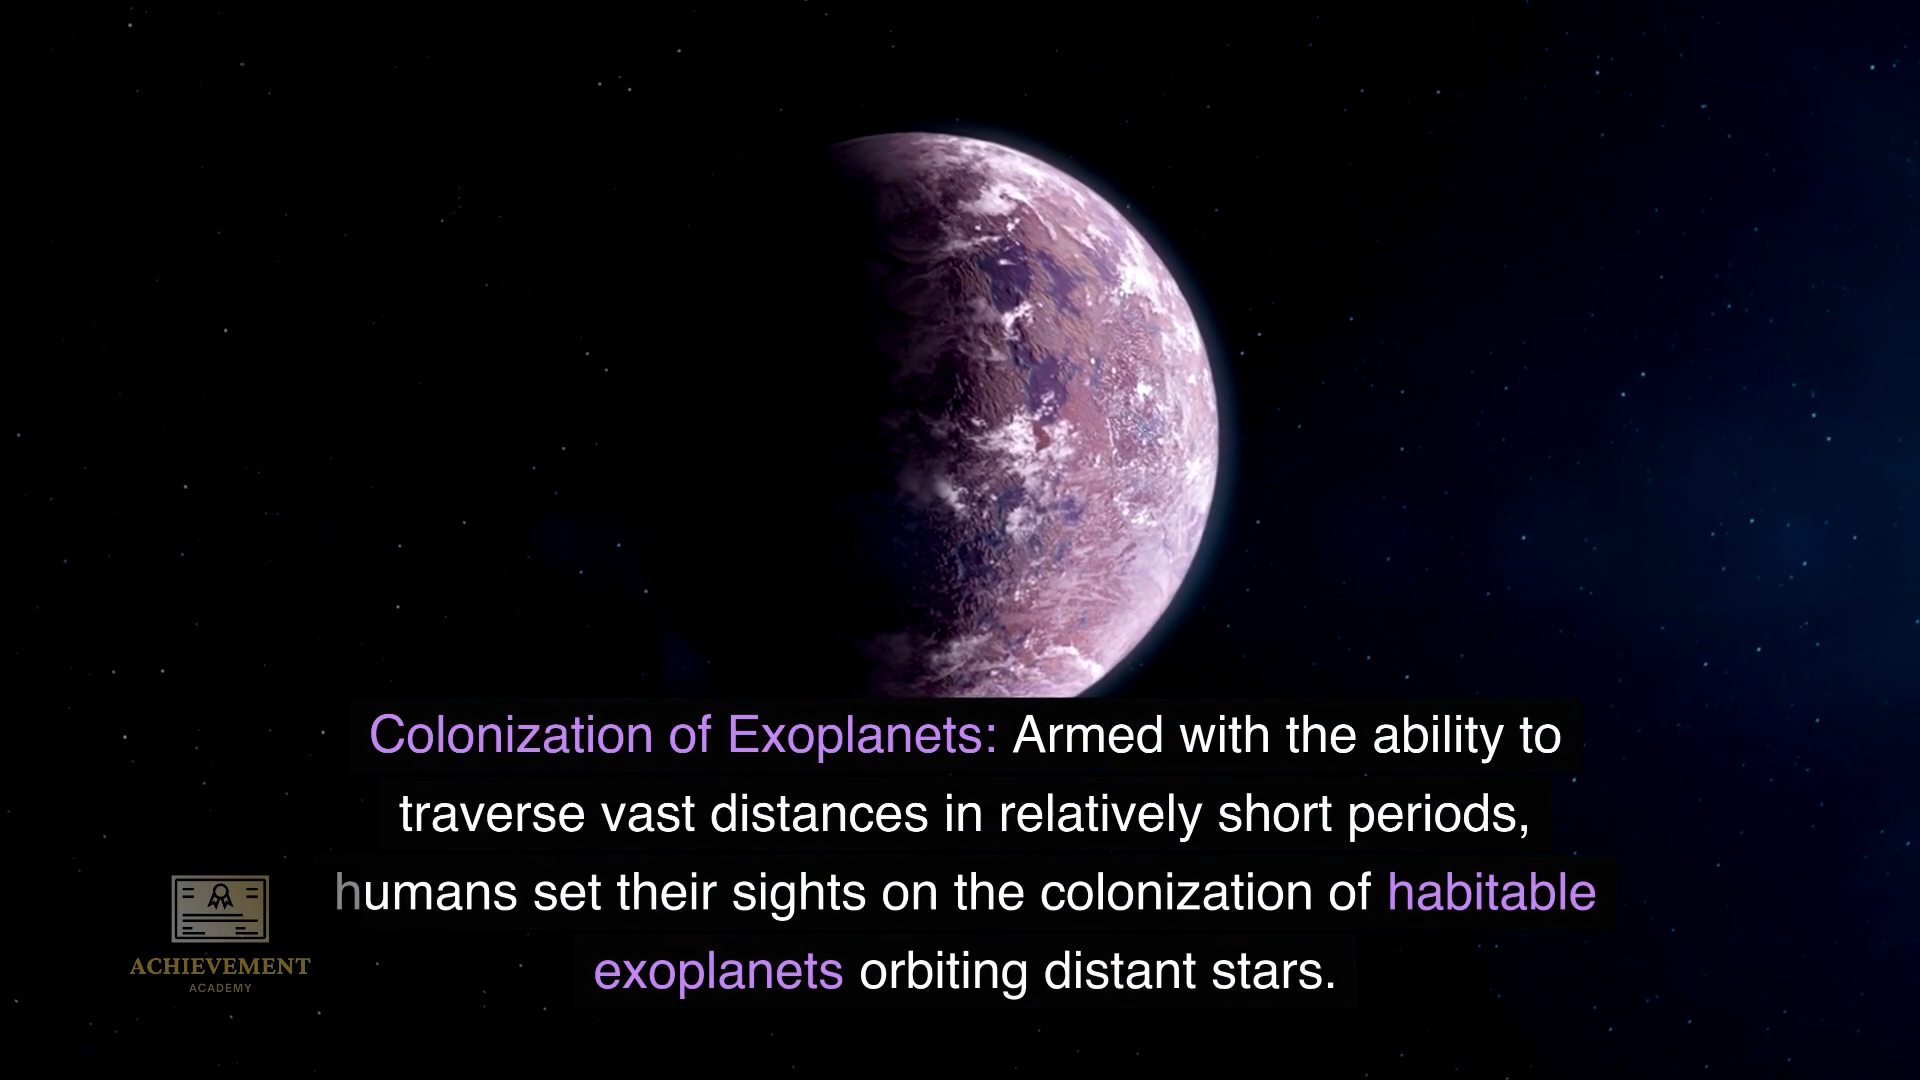 Colonization of Exoplanets: Armed with the ability to
traverse vast distances in relatively short periods,
humans set their sights on the colonization of habitable
exoplanets orbiting distant stars.
ACHIEVEMENT
ACADEMY